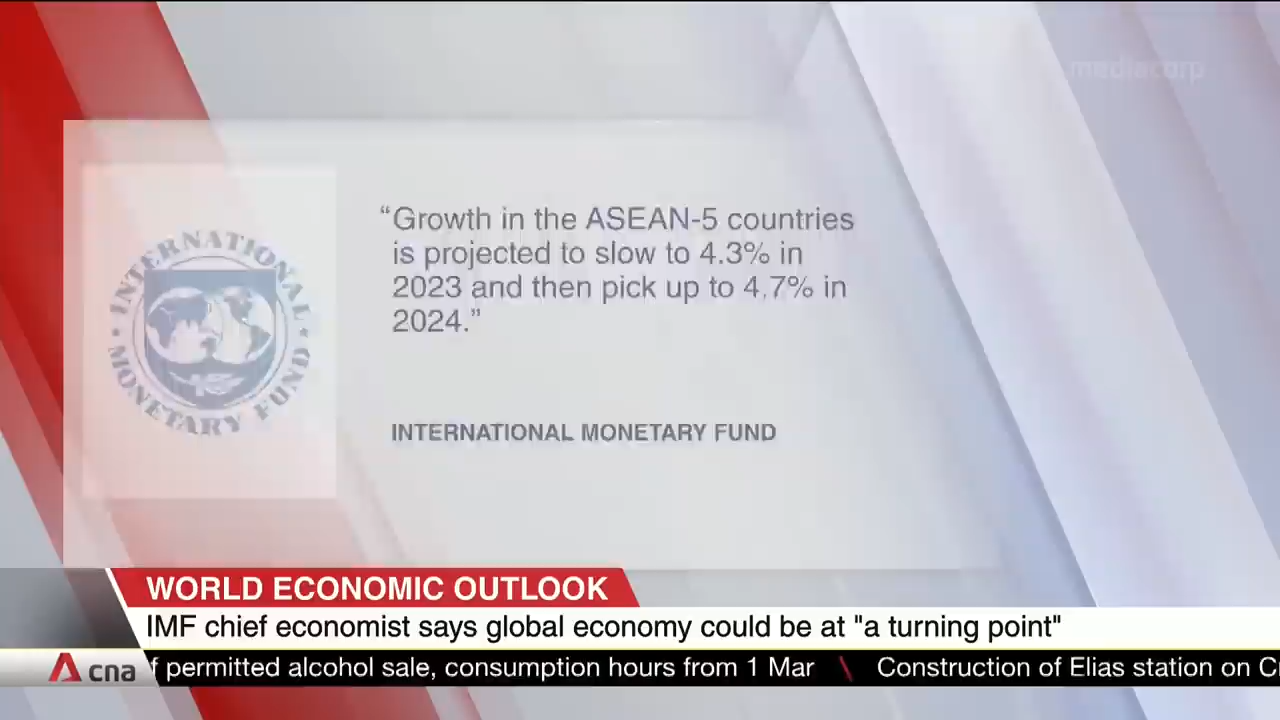 mediacorp
INTERNATIONAL
MONETARY FUND
“Growth in the ASEAN-5 countries
is projected to slow to 4.3% in
2023 and then pick up to 4.7% in
2024.”
INTERNATIONAL MONETARY FUND
WORLD ECONOMIC OUTLOOK
IMF chief economist says global economy could be at "a turning point"
cna
f permitted alcohol sale, consumption hours from 1 Mar \ Construction of Elias station on C